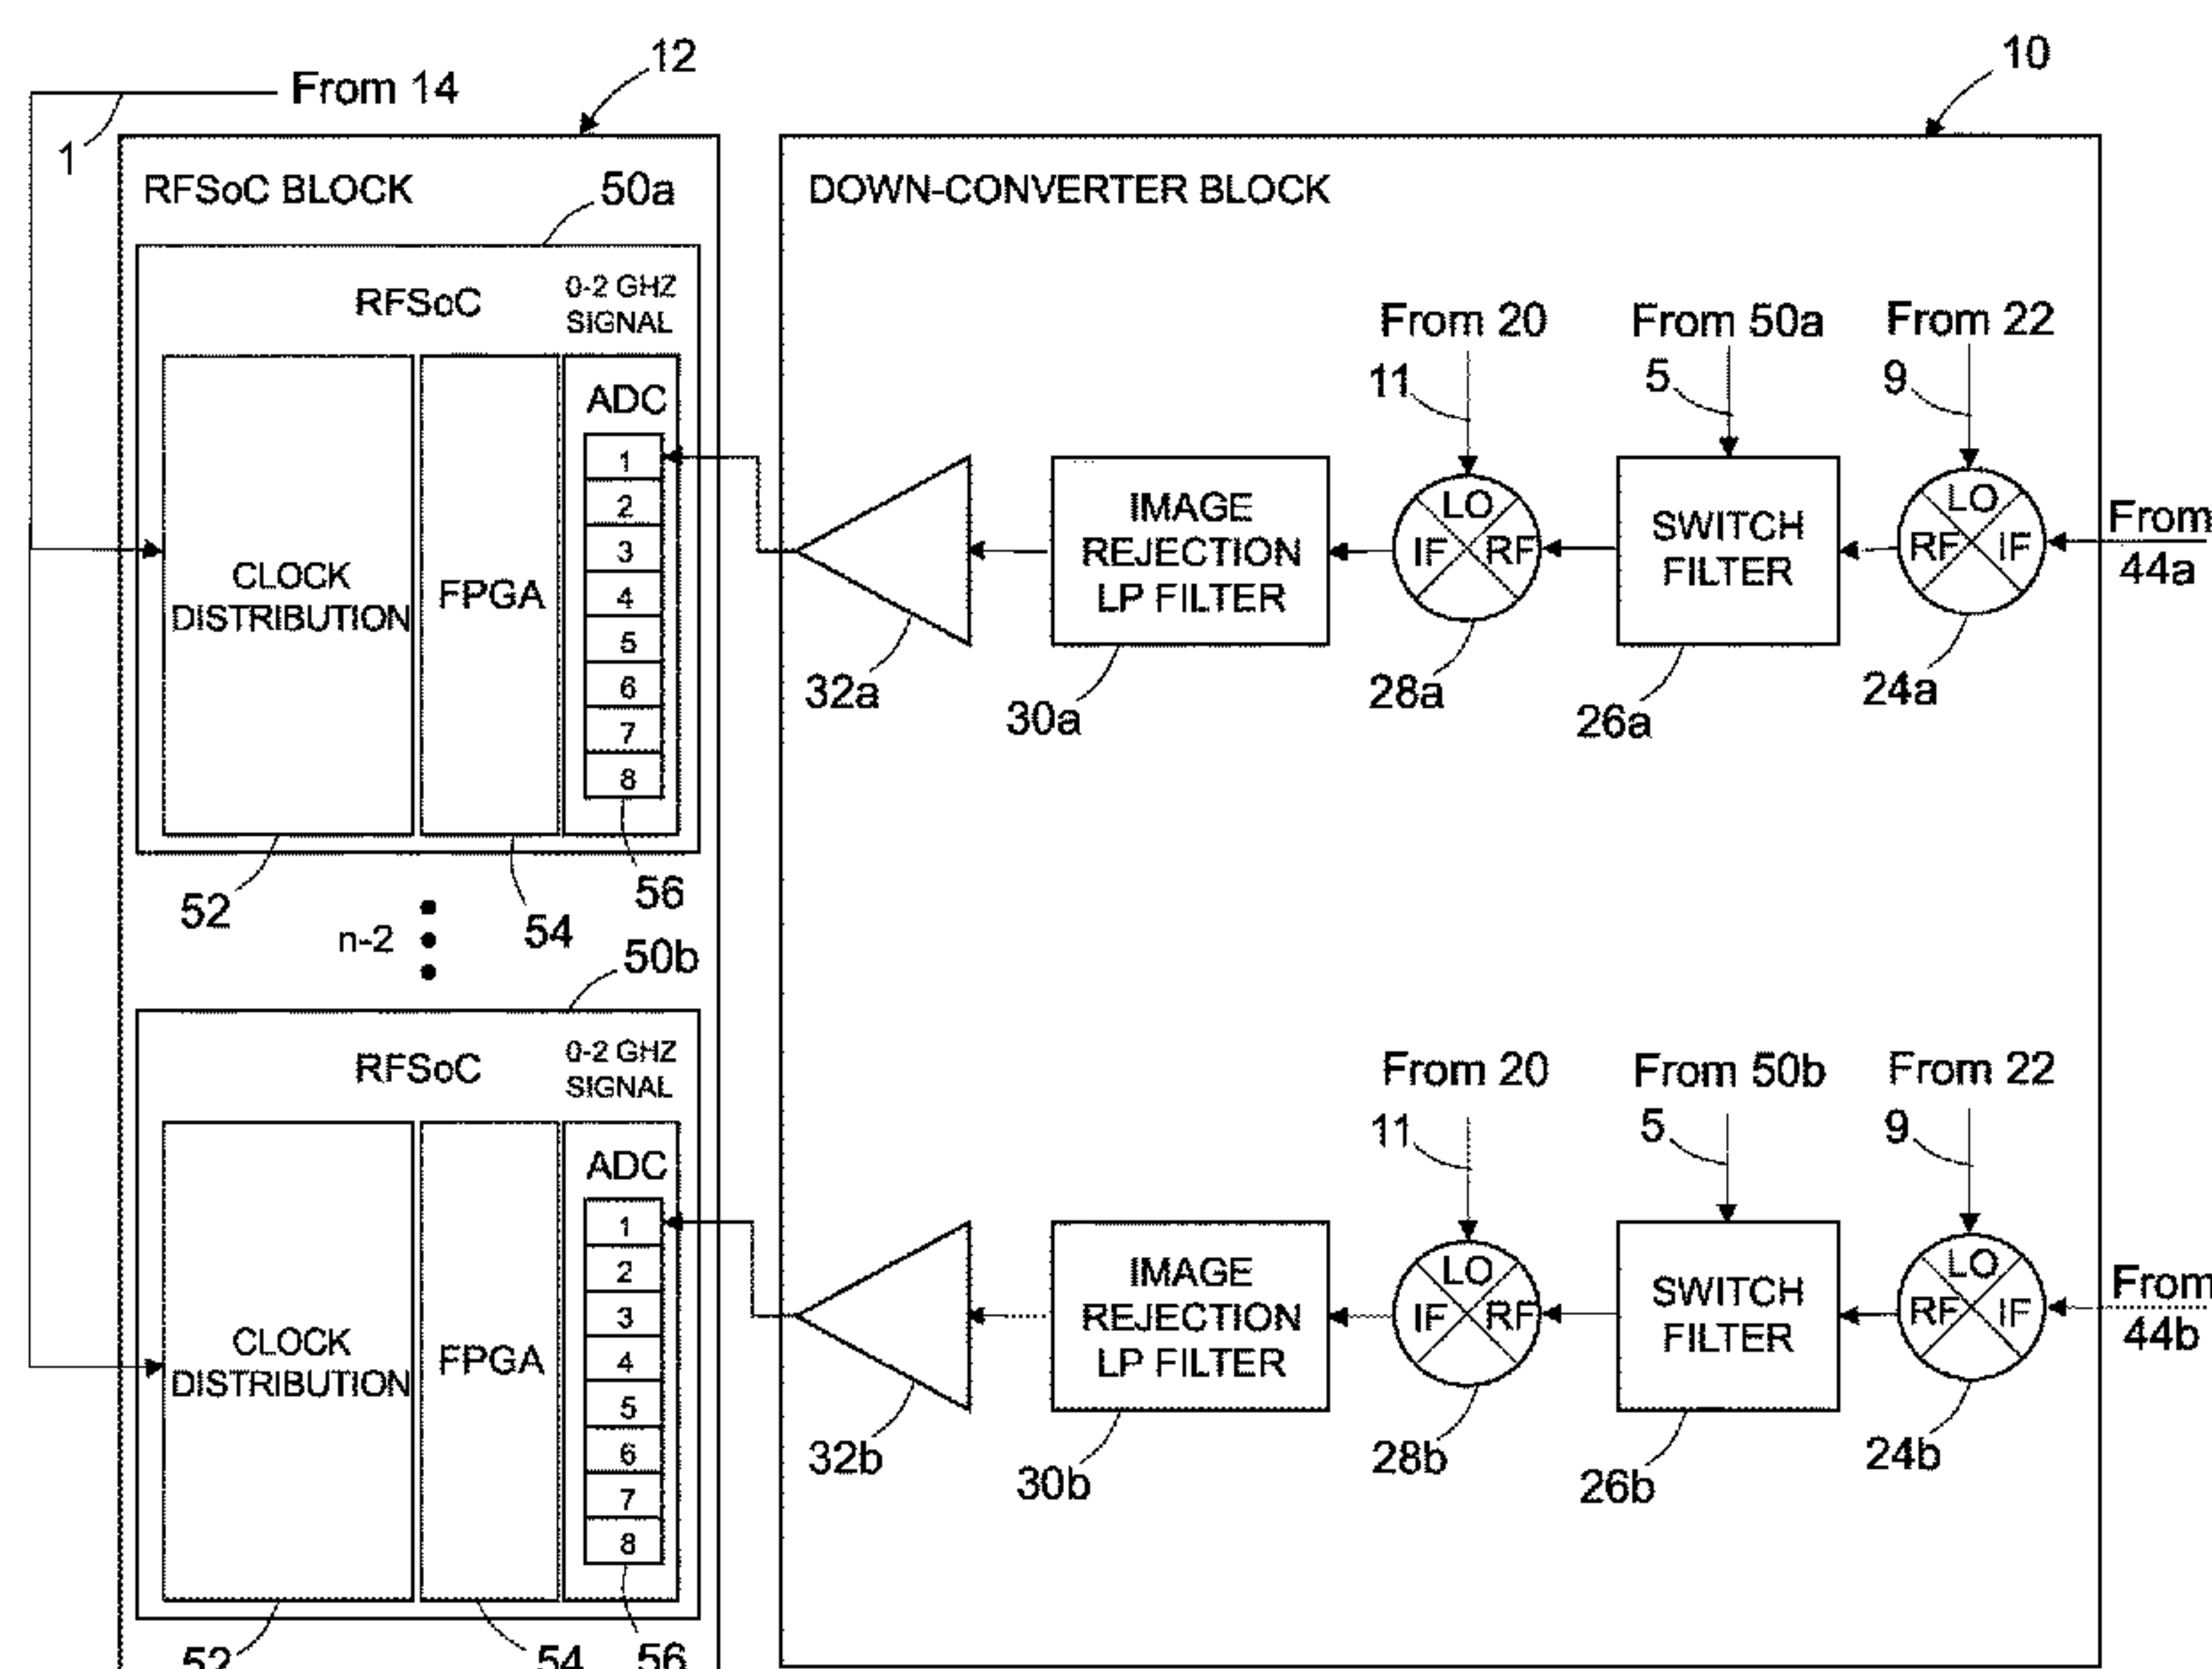 From 14
12
10
1
RFSoC BLOCK
50a
DOWN-CONVERTER BLOCK
RFSoC
0-2 GHZ
SIGNAL
From 20
From 50a
From 22
11
5
9
ADC
1
2
3
4
5
6
7
8
CLOCK
DISTRIBUTION
FPGA
IMAGE
REJECTION
LP FILTER
LO
IF
RF
SWITCH
FILTER
LO
RF
IF
From
44a
32a
30a
28a
26a
24a
52
54
56
n-2
50b
RFSoC
0-2 GHZ
SIGNAL
From 20
From 50b
From 22
11
5
9
ADC
1
2
3
4
5
6
7
8
CLOCK
DISTRIBUTION
FPGA
IMAGE
REJECTION
LP FILTER
LO
IF
RF
SWITCH
FILTER
LO
RF
IF
From
44b
32b
30b
28b
26b
24b
52
54
56